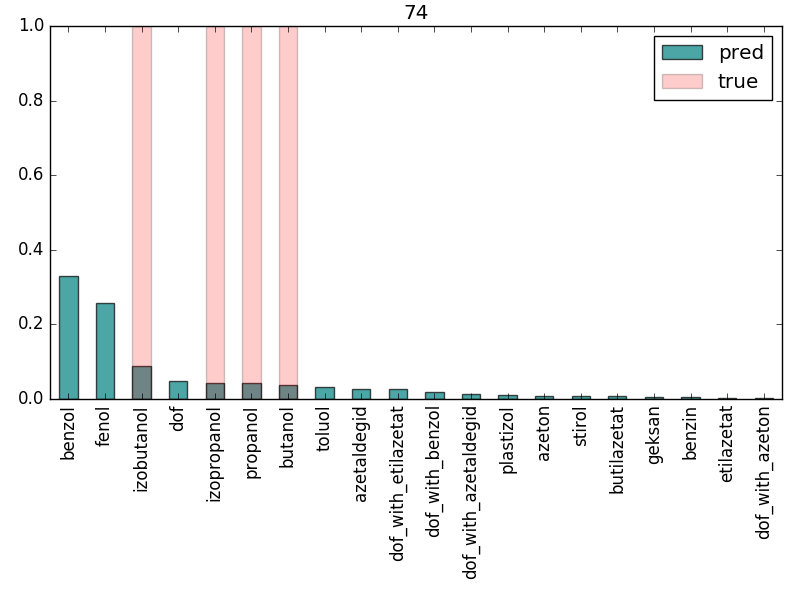 74
1.0
0.8
0.6
0.4
0.2
0.0
pred
true
benzol
fenol
izobutanol
dof
izopropanol
propanol
butanol
toluol
azetaldegid
dof_with_etilazetat
dof_with_benzol
dof_with_azetaldegid
plastizol
azeton
stirol
butilazetat
geksan
benzin
etilazetat
dof_with_azeton